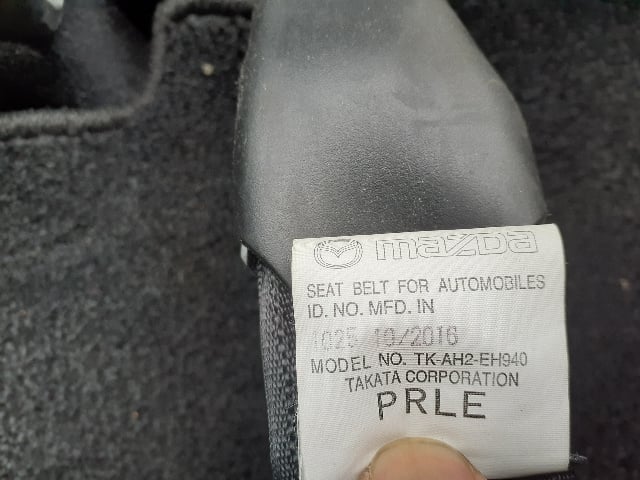 mazda
SEAT BELT FOR AUTOMOBILES
ID. NO. MFD. IN
1025 10/2016
MODEL NO. TK-AH2-EH940
TAKATA CORPORATION
PRLE